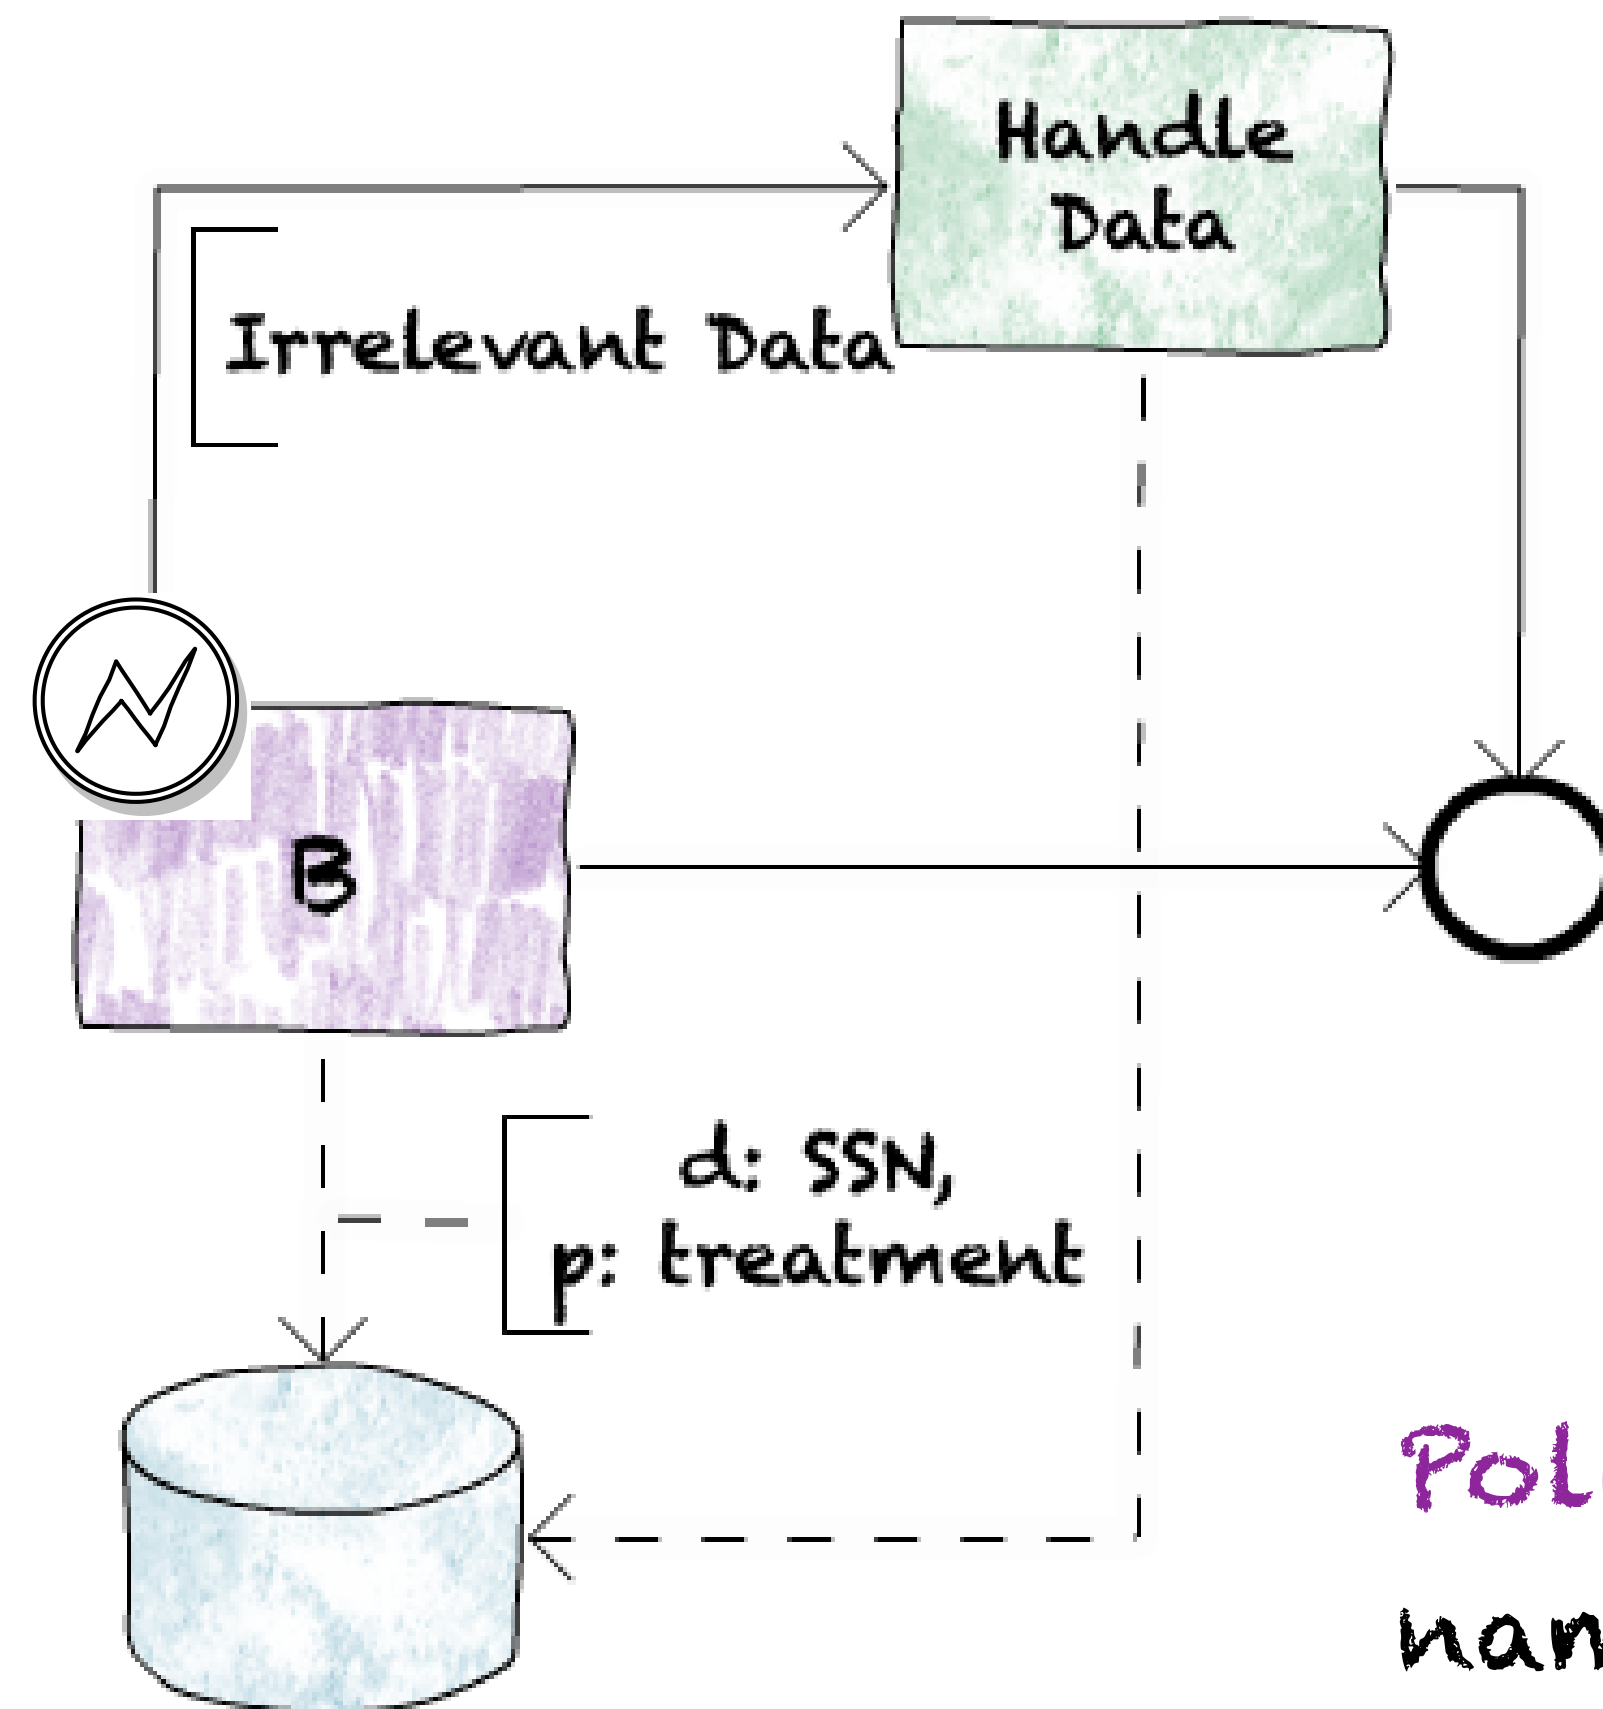 Handle
Data
Irrelevant Data
B
d: SSN,
p: treatment